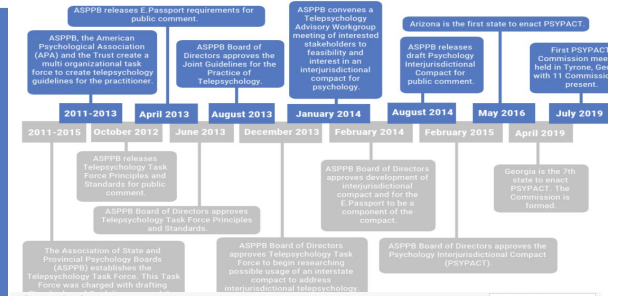 ASPPB releases E.Passport requirements for
public comment.
ASPPB, the American
Psychological Association
(APA) and the Trust create a
multi organizational task
force to create telepsychology
guidelines for the practitioner.
ASPPB Board of
Directors approves the
Joint Guidelines for the
Practice of
Telepsychology.
ASPPB convenes a
Telepsychology
Advisory Workgroup
meeting of interested
stakeholders to
feasibility and
interest in an
interjurisdictional
compact for
psychology.
ASPPB releases
draft Psychology
Interjurisdictional
Compact for
public comment.
Arizona is the first state to enact PSYPACT.
First PSYPACT
Commission
held in Tyrone,
with 11
present.
2011-2013
April 2013
August 2013
January 2014
August 2014
May 2016
July 2019
2011-2015
October 2012
June 2013
December 2013
February 2014
February 2015
April 2019
ASPPB releases
Telepsychology Task
Force Principles and
Standards for public
comment.
ASPPB Board of Directors approves
Telepsychology Task Force Principles
and Standards.
ASPPB Board of Directors
approves development of
interjurisdictional
compact and for the
E.Passport to be a
component of the
compact.
Georgia is the 7th
state to enact
PSYPACT. The
Commission is
formed.
The Association of State and
Provincial Psychology Boards
(ASPPB) establishes the
Telepsychology Task Force. This Task
Force was charged with drafting
ASPPB Board of Directors
approves Telepsychology Task
Force to begin researching
possible usage of an interstate
compact to address
interjurisdictional telepsychology.
ASPPB Board of Directors approves the
Psychology Interjurisdictional Compact
(PSYPACT).